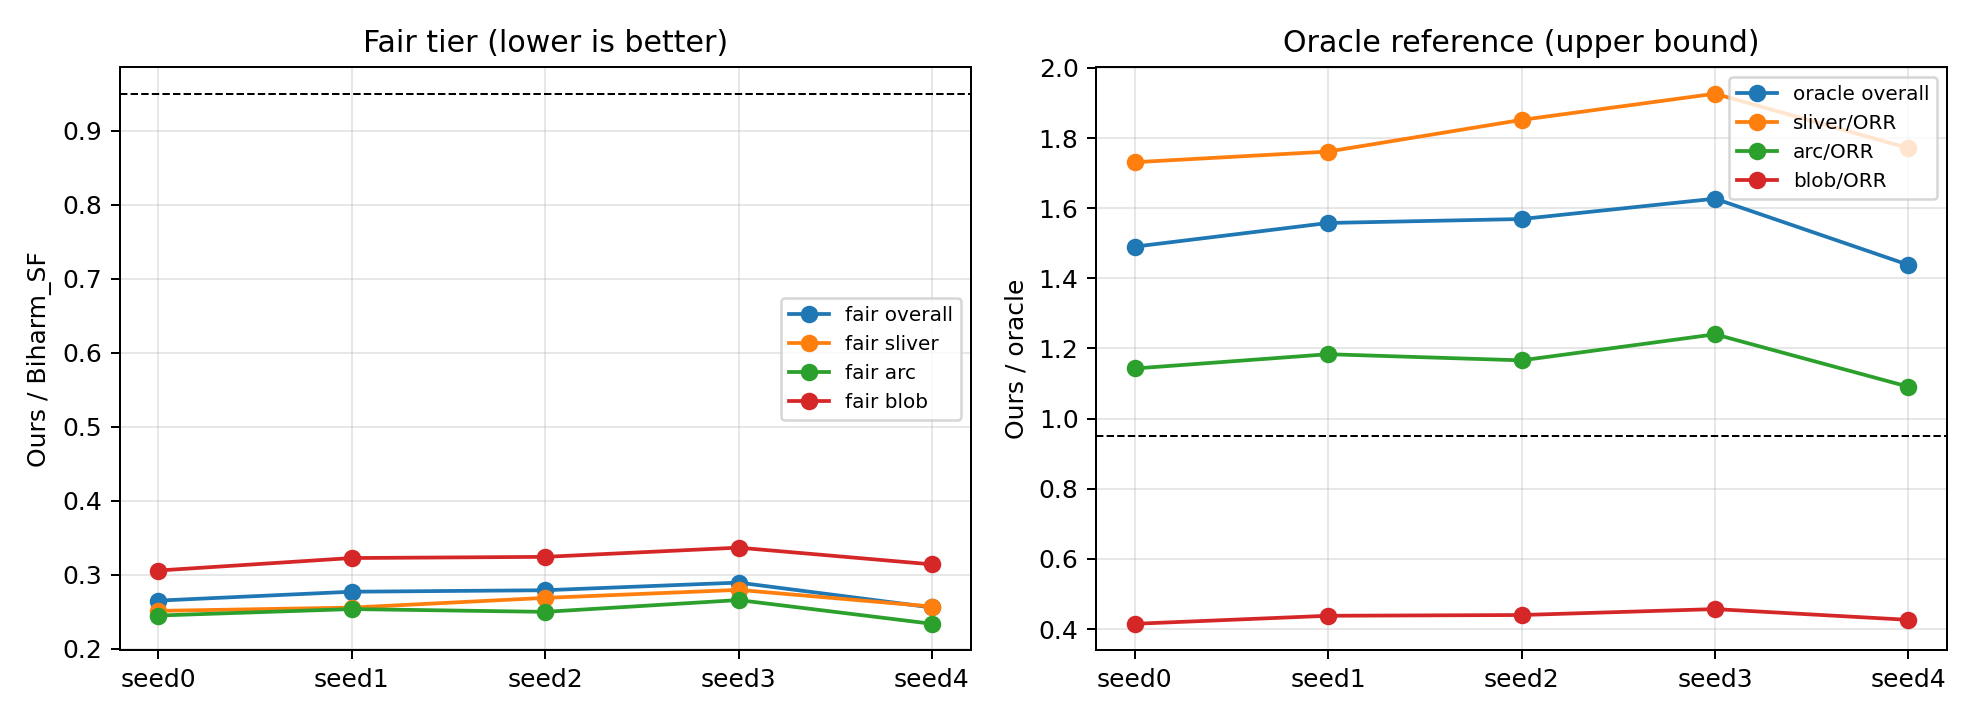 Fair tier (lower is better)
Ours / Biharm_SF
0.9
0.8
0.7
0.6
0.5
0.4
0.3
0.2
fair overall
fair sliver
fair arc
fair blob
seed0 seed1 seed2 seed3 seed4
Oracle reference (upper bound)
Ours / oracle
2.0
1.8
1.6
1.4
1.2
1.0
0.8
0.6
0.4
oracle overall
sliver/ORR
arc/ORR
blob/ORR
seed0 seed1 seed2 seed3 seed4